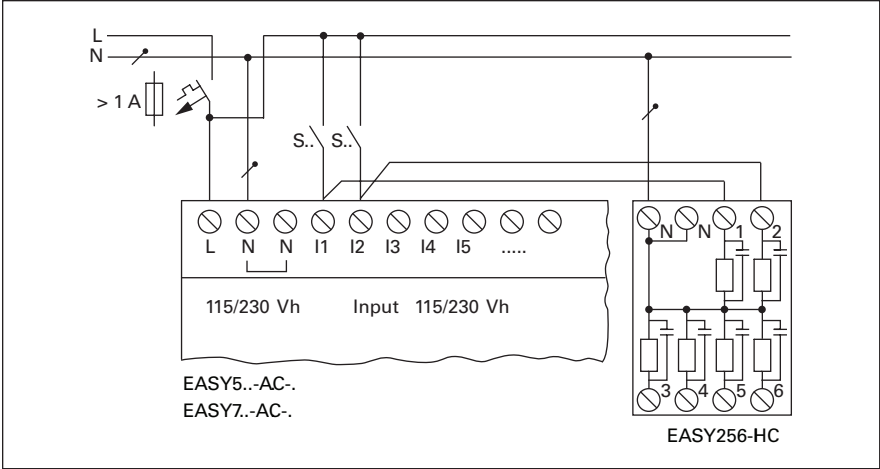 L
N
> 1 A
S.. S..
L N N I1 I2 I3 I4 I5 .....
N N 1 2
115/230 Vh Input 115/230 Vh
3 4 5 6
EASY5..-AC-.
EASY7..-AC-.
EASY256-HC